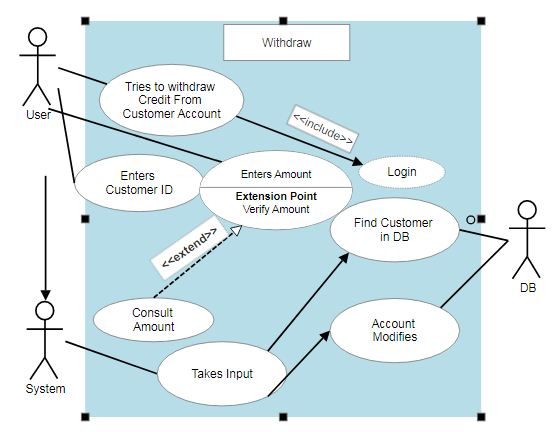 Withdraw
User
Tries to withdraw
Credit From
Customer Account
<<include>>
Enters
Customer ID
Enters Amount
Extension Point
Verify Amount
Login
Find Customer
in DB
DB
<<extend>>
Consult
Amount
Account
Modifies
System
Takes Input